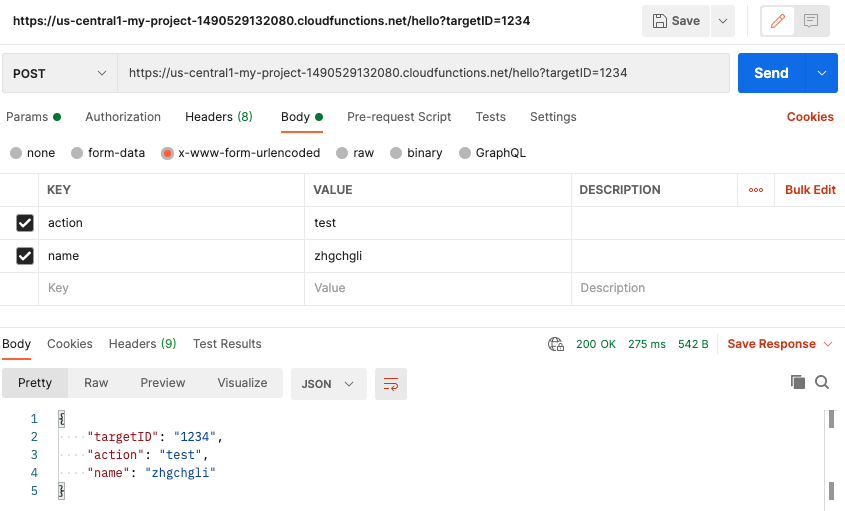 https://us-central1-my-project-1490529132080.cloudfunctions.net/hello?targetID=1234 Save
POST https://us-central1-my-project-1490529132080.cloudfunctions.net/hello?targetID=1234 Send
Params Authorization Headers (8) Body Pre-request Script Tests Settings Cookies
none form-data x-www-form-urlencoded raw binary GraphQL
KEY VALUE DESCRIPTION Bulk Edit
action test
name zhgchgli
Key Value Description
Body Cookies Headers (9) Test Results 200 OK 275 ms 542 B Save Response
Pretty Raw Preview Visualize JSON
1 {
2 "targetID": "1234",
3 "action": "test",
4 "name": "zhgchgli"
5 }